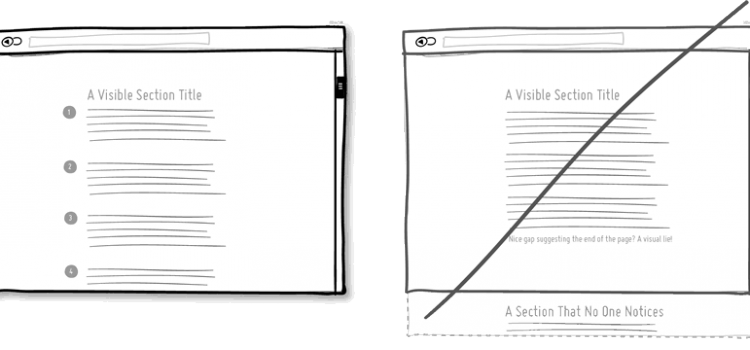 A Visible Section Title
1
2
3
4
A Visible Section Title
Nice gap suggesting the end of the page? A visual lie!
A Section That No One Notices